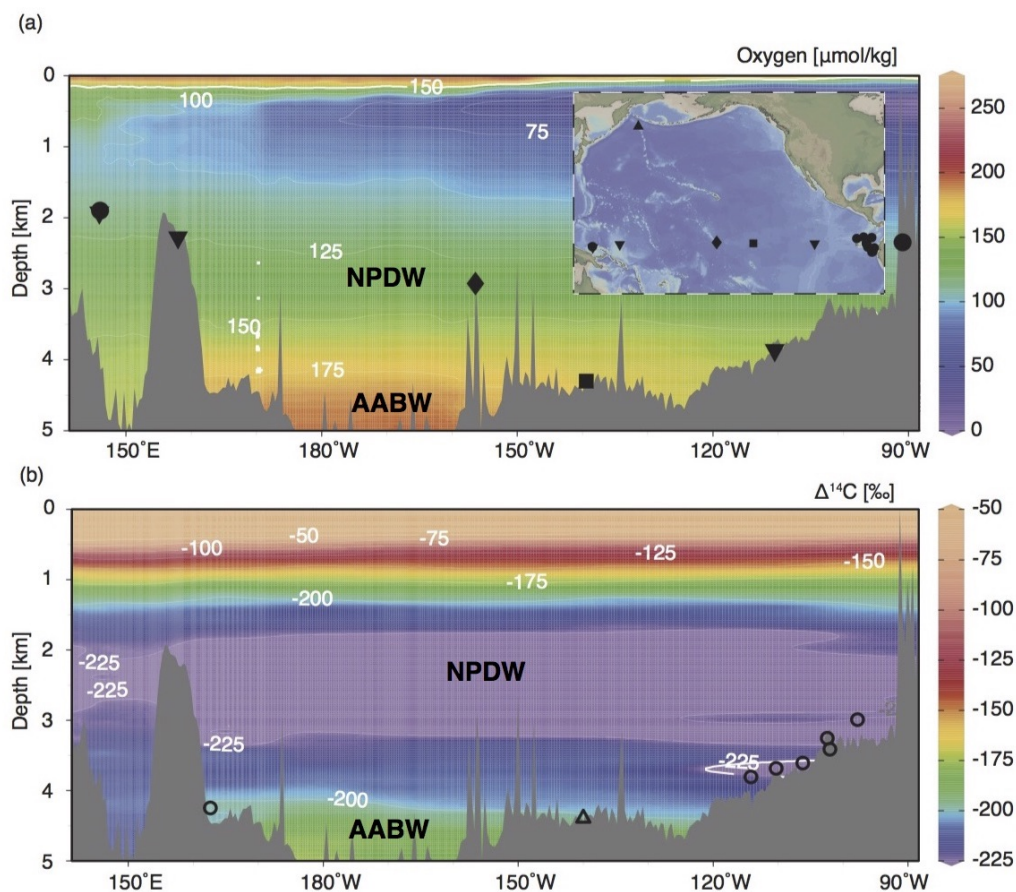 (a)
Oxygen [µmol/kg]
0
150
100
250
75
1
200
Depth [km]
2
150
125
NPDW
3
100
150
4
175
50
AABW
5
0
150°E
180°W
150°W
120°W
90°W
(b)
Δ¹⁴C [‰]
0
-50
-50
-75
-100
-125
-150
-75
1
-175
-100
-200
Depth [km]
2
-125
-225
NPDW
-225
-150
3
-225
-225
-175
4
-200
-200
AABW
5
-225
150°E
180°W
150°W
120°W
90°W